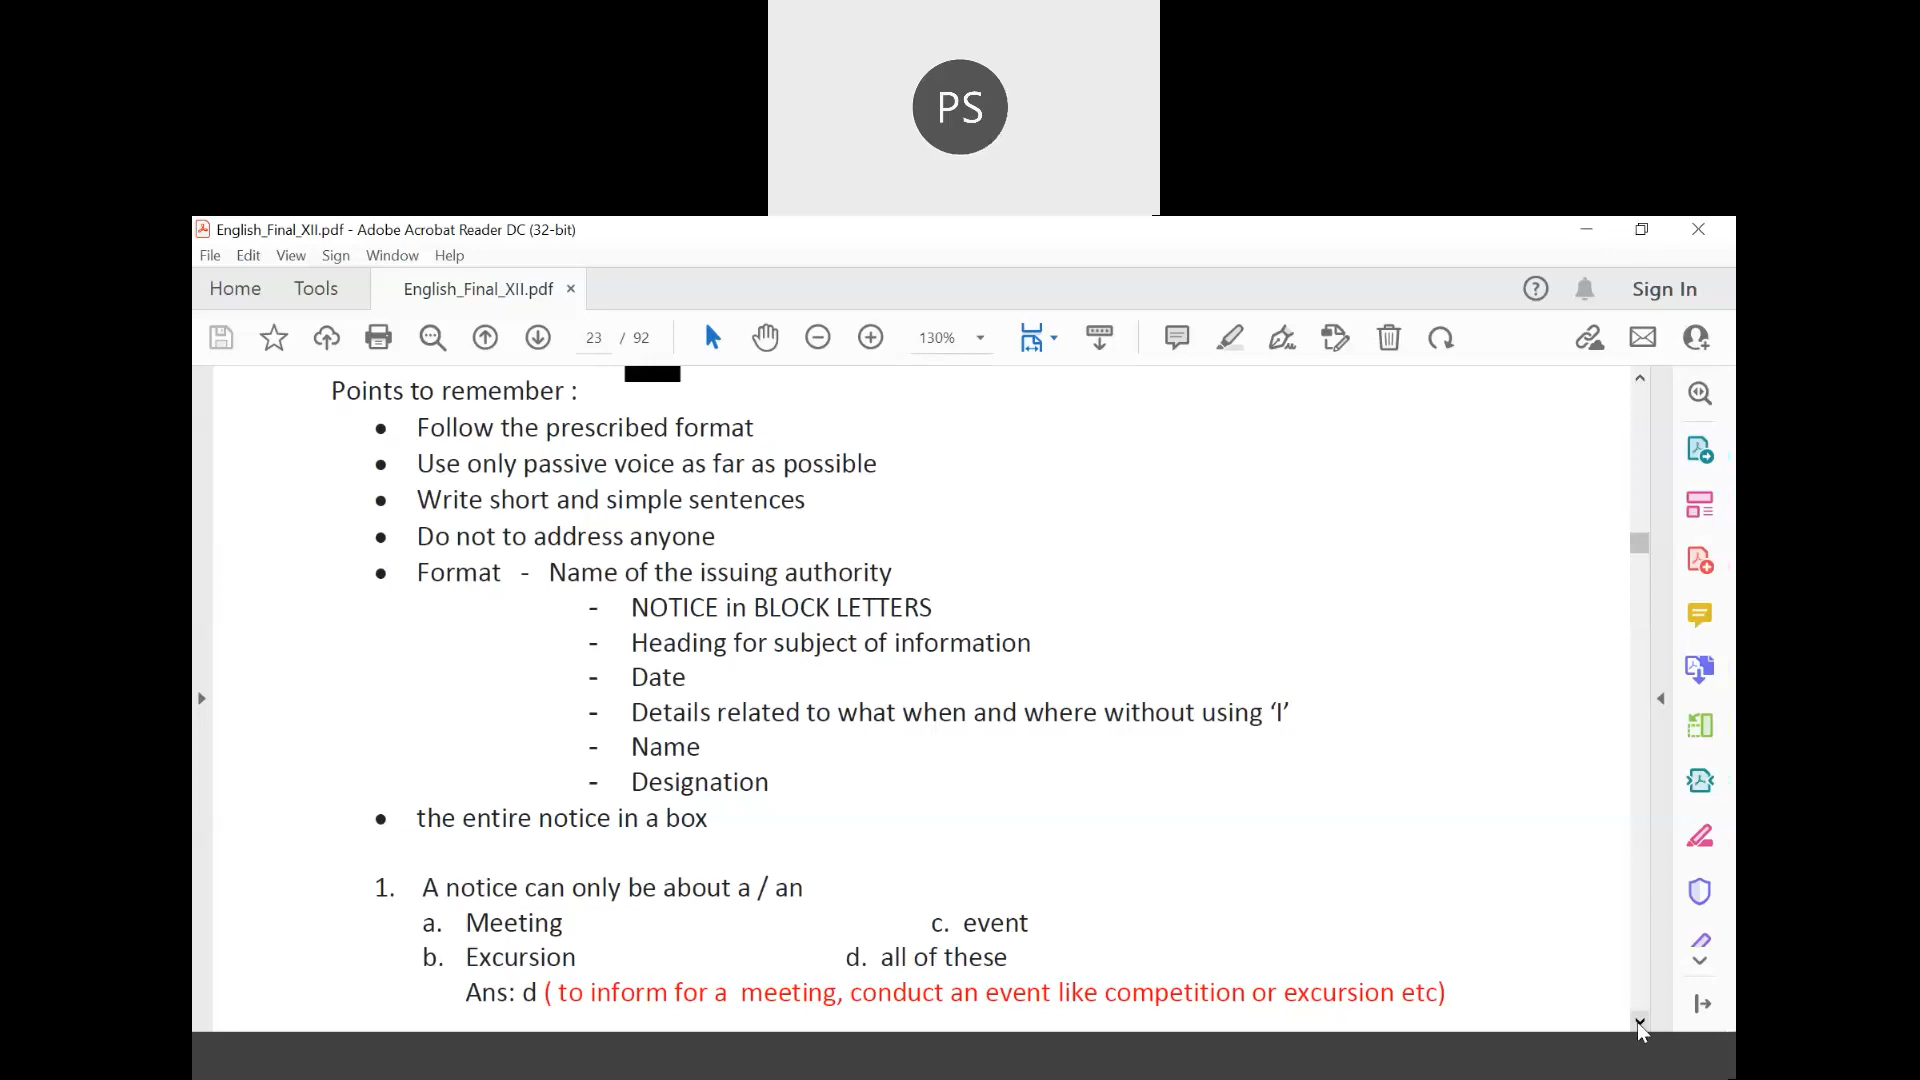 PS
English_Final_XII.pdf - Adobe Acrobat Reader DC (32-bit)
File Edit View Sign Window Help
Home Tools English_Final_XII.pdf × Sign In
23 / 92 130%
Points to remember :
• Follow the prescribed format
• Use only passive voice as far as possible
• Write short and simple sentences
• Do not to address anyone
• Format - Name of the issuing authority
- NOTICE in BLOCK LETTERS
- Heading for subject of information
- Date
- Details related to what when and where without using ‘I’
- Name
- Designation
• the entire notice in a box
1. A notice can only be about a / an
a. Meeting c. event
b. Excursion d. all of these
Ans: d ( to inform for a meeting, conduct an event like competition or excursion etc)